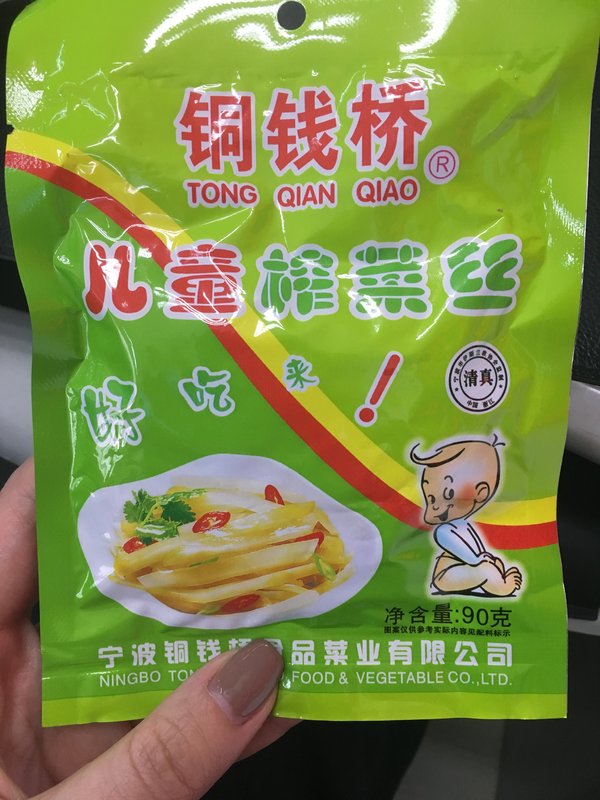 铜钱桥
®
TONG QIAN QIAO
儿童榨菜丝
好吃来!
清真
净含量:90克
图案仅供参考实际内容见配料标示
宁波铜钱桥食品菜业有限公司
NINGBO TONG FOOD & VEGETABLE CO.,LTD.